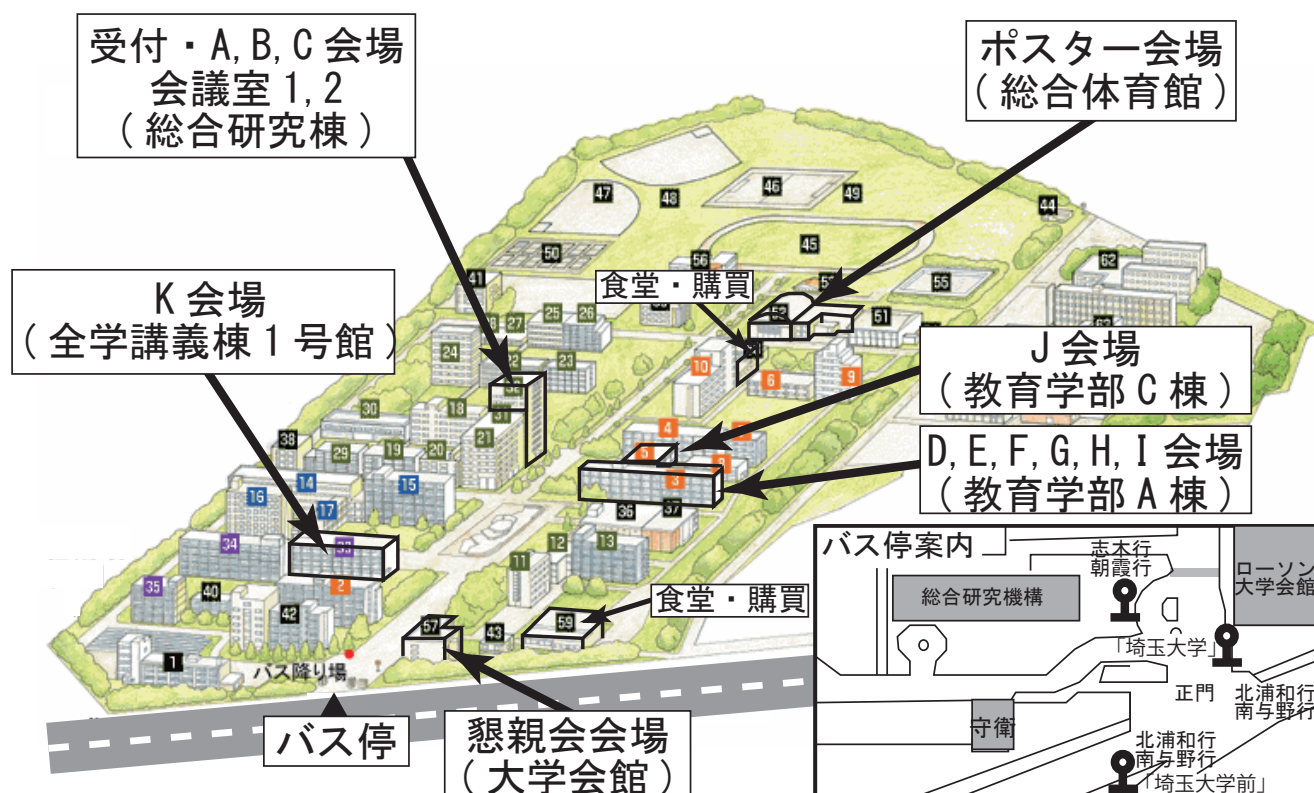 受付・A,B,C 会場
会議室 1,2
( 総合研究棟 )
ポスター会場
( 総合体育館 )
K 会場
( 全学講義棟 1 号館 )
食堂・購買
J 会場
( 教育学部 C 棟 )
D,E,F,G,H,I 会場
( 教育学部 A 棟 )
食堂・購買
バス降り場
バス停
懇親会会場
( 大学会館 )
47
48
46
49
44
50
45
41
56
55
62
27
25
26
51
24
22
23
10
6
9
30
18
31
21
4
5
38
29
19
20
3
16
14
15
17
36
37
34
33
12
13
11
35
40
2
42
57
43
59
1
バス停案内
志木行
朝霞行
ローソン
大学会館
総合研究機構
「埼玉大学」
正門
北浦和行
南与野行
守衛
北浦和行
南与野行
「埼玉大学前」